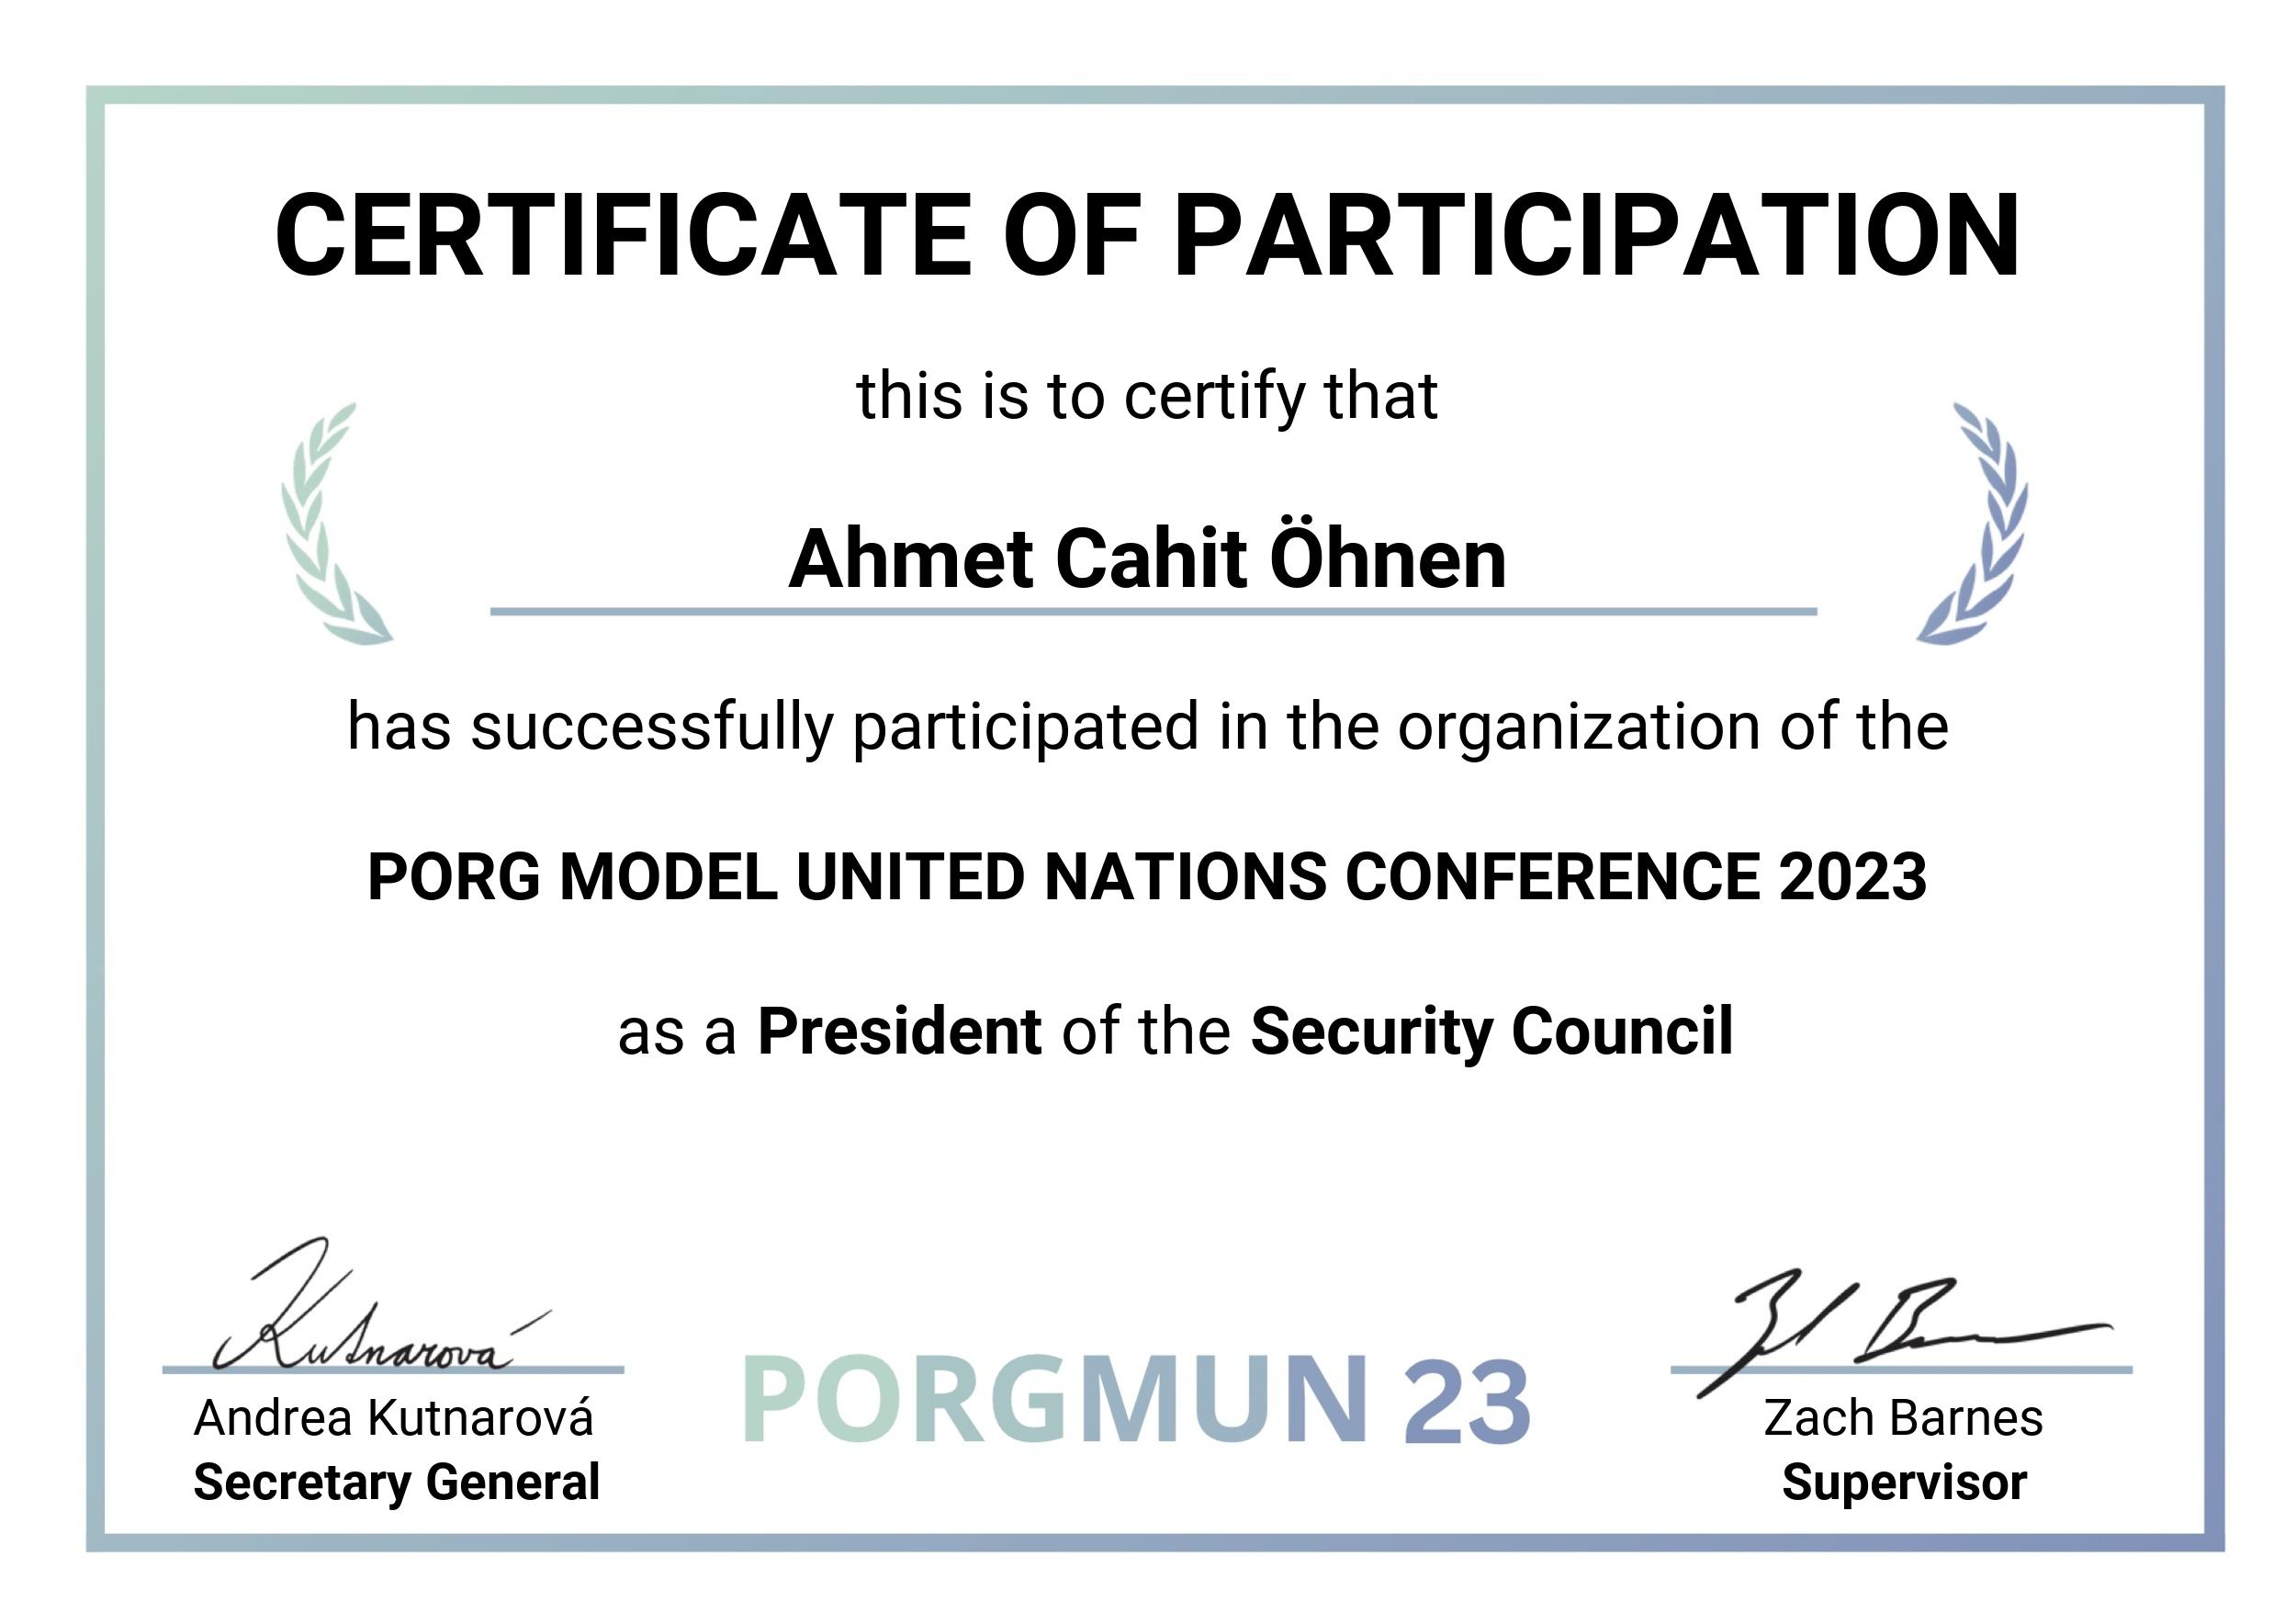 CERTIFICATE OF PARTICIPATION
this is to certify that
Ahmet Cahit Öhnen
has successfully participated in the organization of the
PORG MODEL UNITED NATIONS CONFERENCE 2023
as a President of the Security Council
Kutnarová
Andrea Kutnarová
Secretary General
PORGMUN 23
Zach Barnes
Supervisor